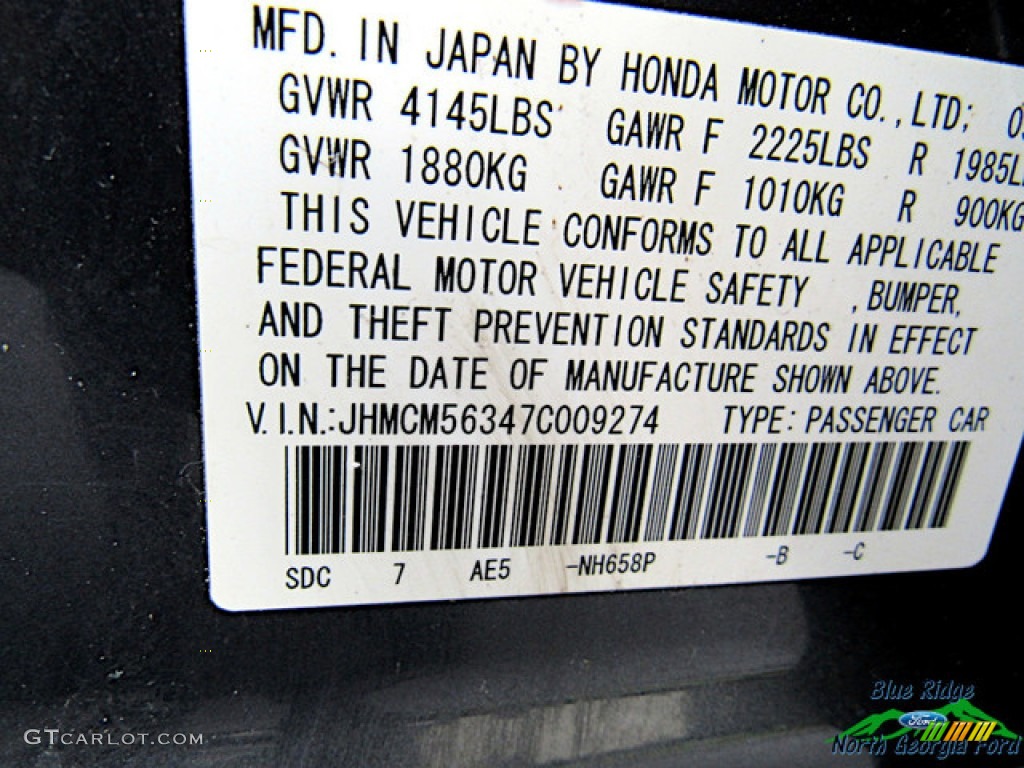 MFD. IN JAPAN BY HONDA MOTOR CO.,LTD;
GVWR 4145LBS GAWR F 2225LBS R 1985L
GVWR 1880KG GAWR F 1010KG R 900KG
THIS VEHICLE CONFORMS TO ALL APPLICABLE
FEDERAL MOTOR VEHICLE SAFETY , BUMPER,
AND THEFT PREVENTION STANDARDS IN EFFECT
ON THE DATE OF MANUFACTURE SHOWN ABOVE.
V.I.N.:JHMCM56347C009274 TYPE: PASSENGER CAR
SDC 7 AE5 -NH658P -B -C
Blue Ridge
Ford
North Georgia Ford
GTCARLOT.COM